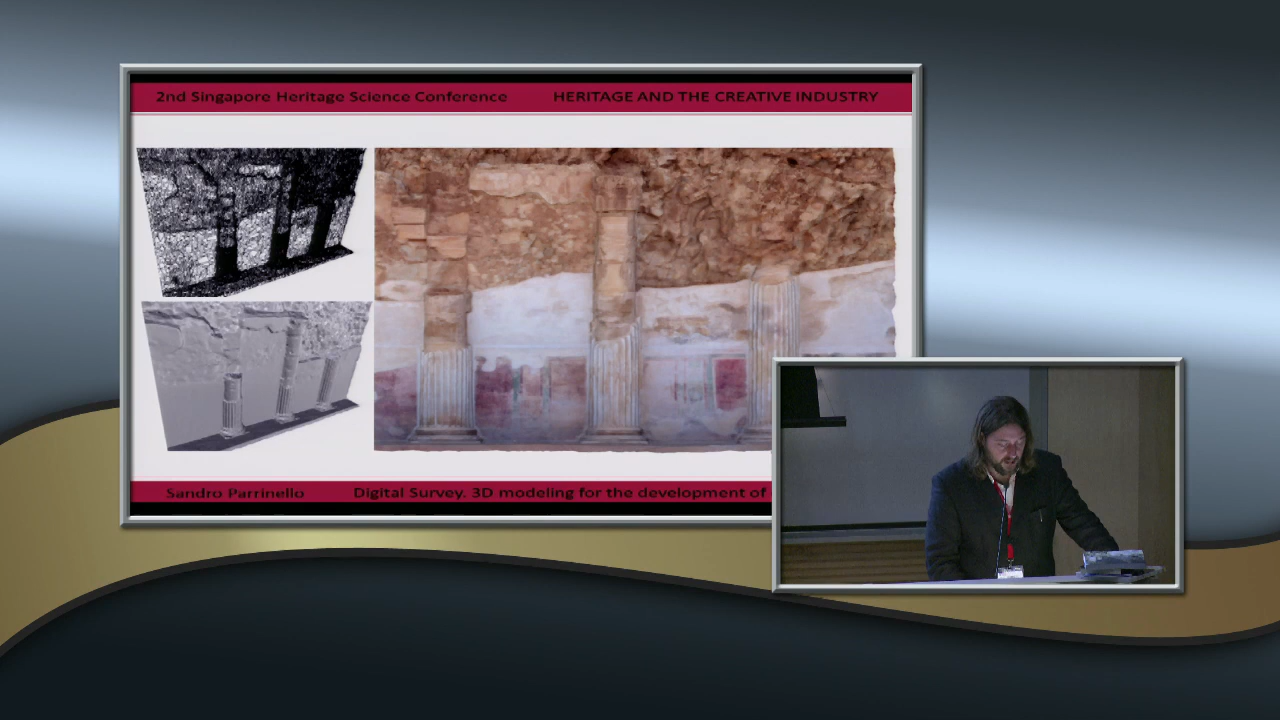 2nd Singapore Heritage Science Conference HERITAGE AND THE CREATIVE INDUSTRY
Sandro Parrinello Digital Survey. 3D modeling for the development of